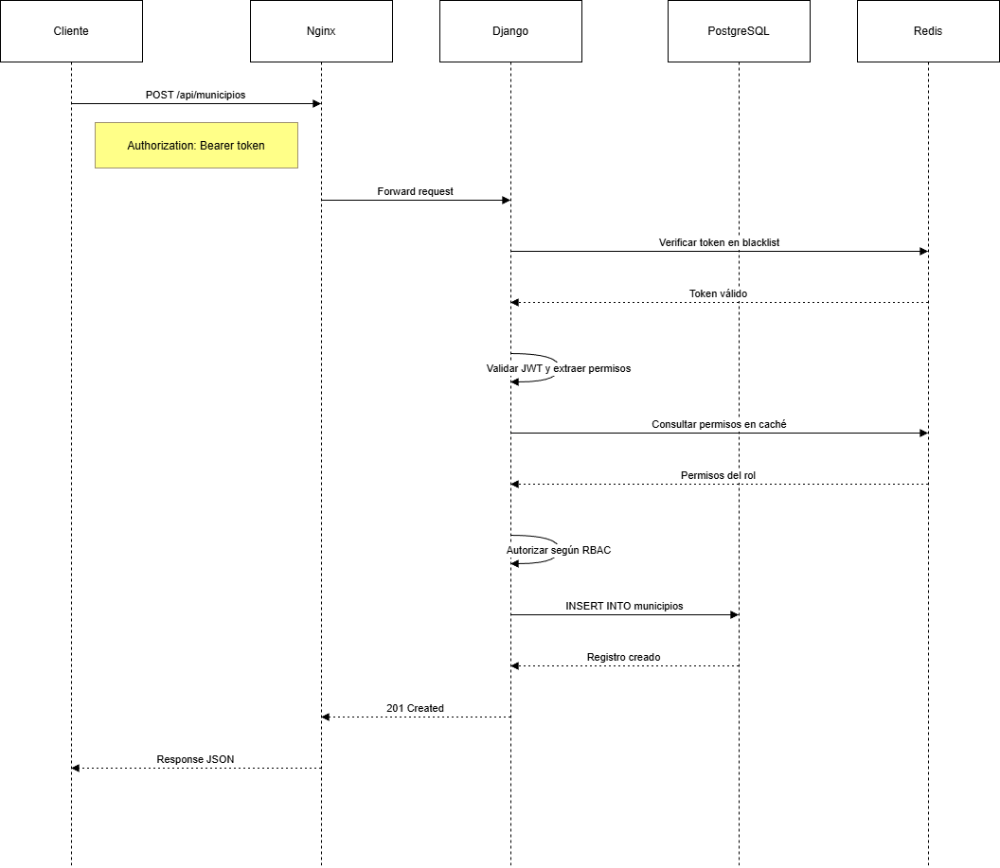 Cliente
Nginx
Django
PostgreSQL
Redis
POST /api/municipios
Authorization: Bearer token
Forward request
Verificar token en blacklist
Token válido
Validar JWT y extraer permisos
Consultar permisos en caché
Permisos del rol
Autorizar según RBAC
INSERT INTO municipios
Registro creado
201 Created
Response JSON